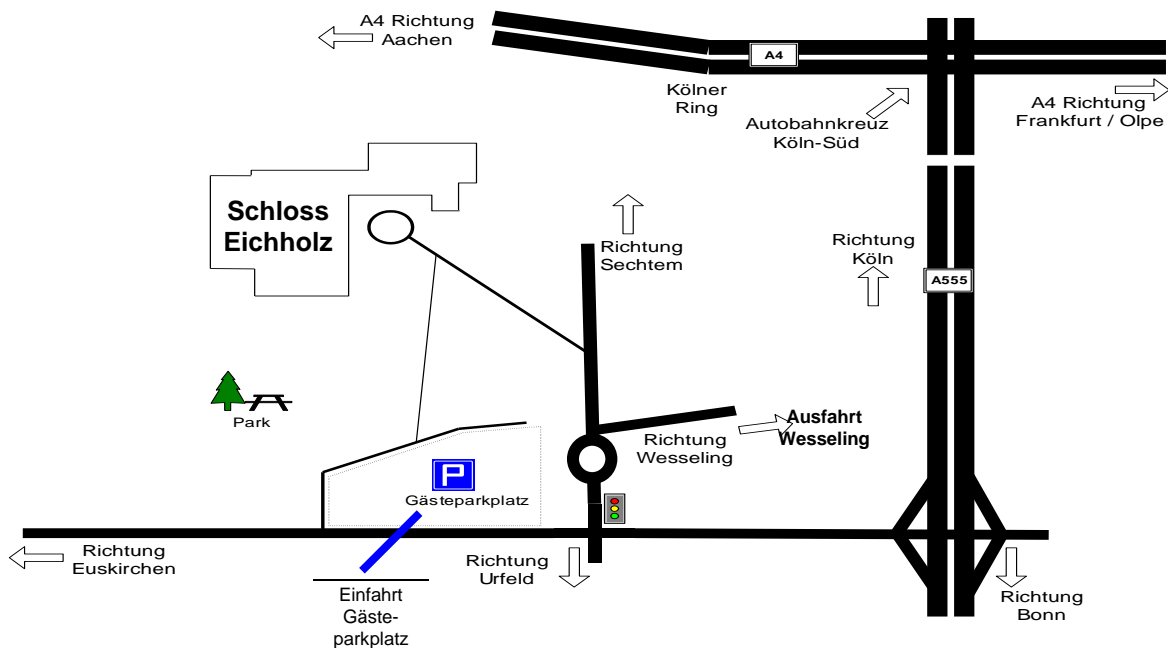 A4 Richtung
Aachen
A4
Kölner
Ring
Autobahnkreuz
Köln-Süd
A4 Richtung
Frankfurt / Olpe
Schloss
Eichholz
Richtung
Sechtem
Richtung
Köln
A555
Park
Ausfahrt
Wesseling
Richtung
Wesseling
P
Gästeparkplatz
Richtung
Euskirchen
Richtung
Urfeld
Einfahrt
Gäste-
parkplatz
Richtung
Bonn